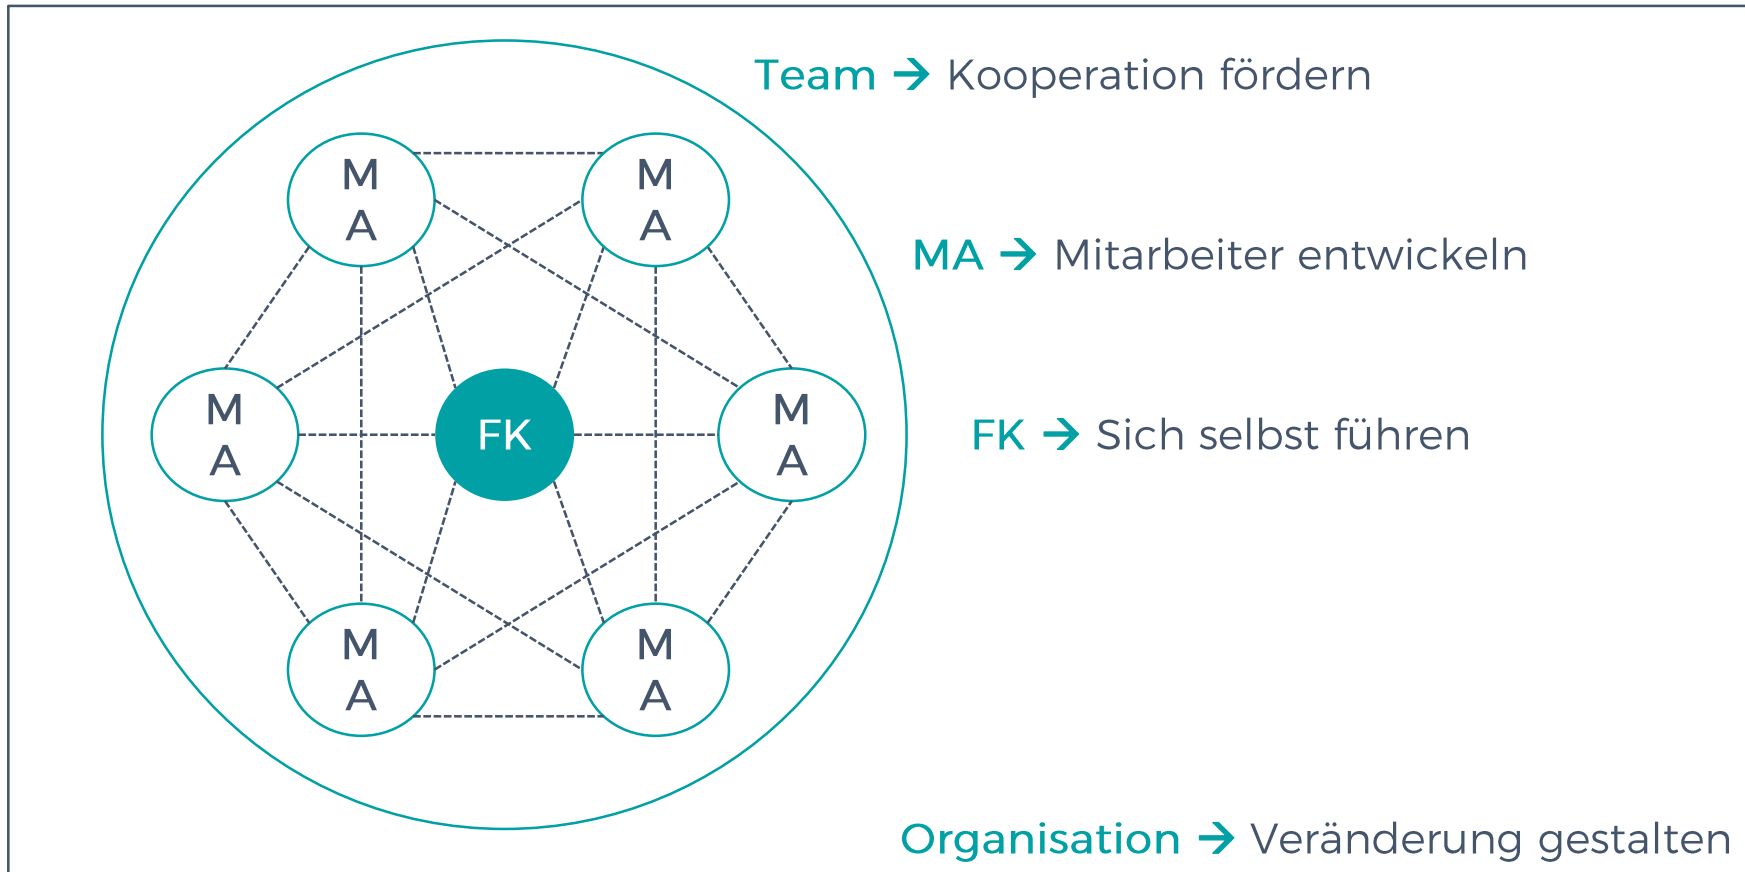 Team → Kooperation fördern
M
A
M
A
MA → Mitarbeiter entwickeln
M
A
FK
M
A
FK → Sich selbst führen
M
A
M
A
Organisation → Veränderung gestalten